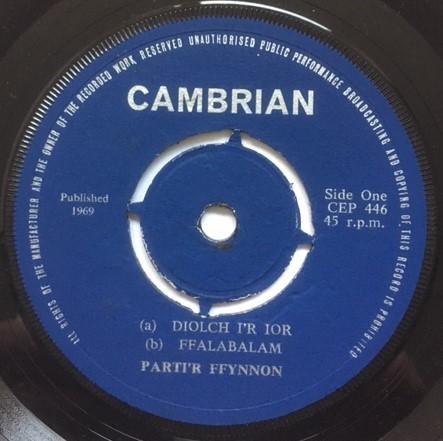 ALL RIGHTS OF THE MANUFACTURER AND THE OWNER OF THE RECORDED WORK RESERVED UNAUTHORISED PUBLIC PERFORMANCE BROADCASTING AND COPYING OF THIS RECORD IS PROHIBITED
CAMBRIAN
Published
1969
Side One
CEP 446
45 r.p.m.
(a) DIOLCH I'R IOR
(b) FFALABALAM
PARTI'R FFYNNON